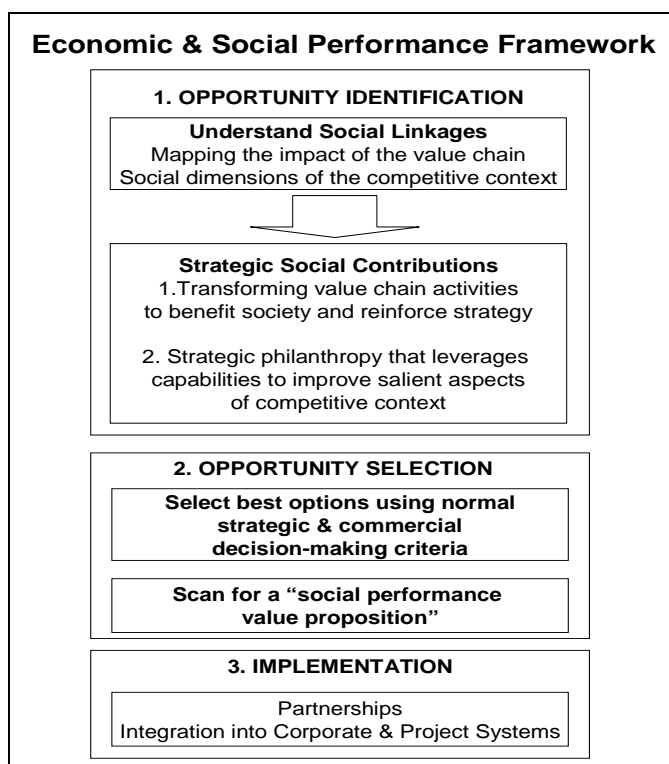 Economic & Social Performance Framework
1. OPPORTUNITY IDENTIFICATION
Understand Social Linkages
Mapping the impact of the value chain
Social dimensions of the competitive context
Strategic Social Contributions
1.Transforming value chain activities
to benefit society and reinforce strategy
2. Strategic philanthropy that leverages
capabilities to improve salient aspects
of competitive context
2. OPPORTUNITY SELECTION
Select best options using normal
strategic & commercial
decision-making criteria
Scan for a “social performance
value proposition”
3. IMPLEMENTATION
Partnerships
Integration into Corporate & Project Systems